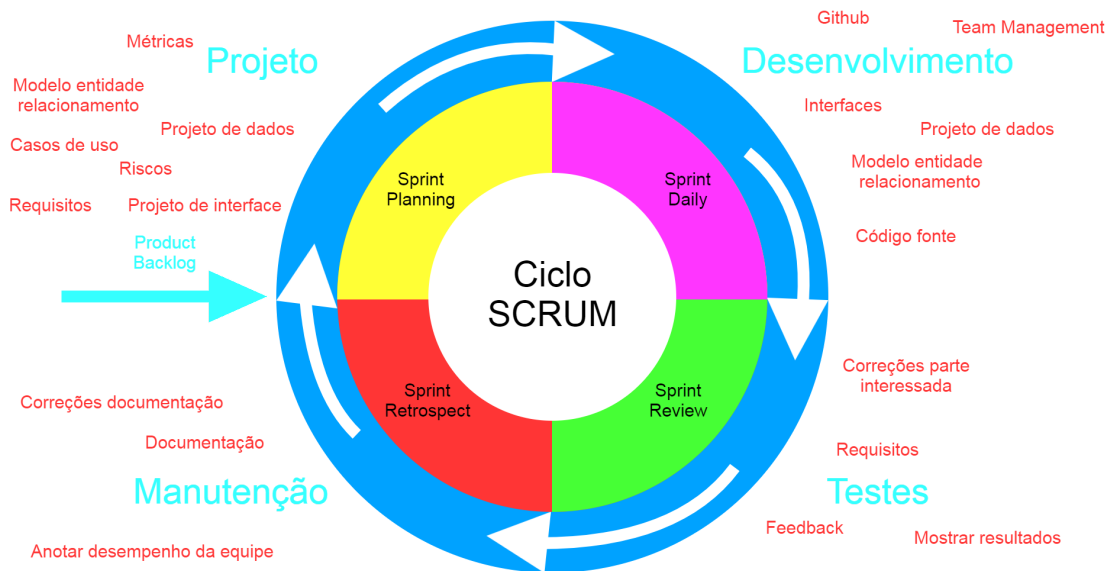 Métricas
Projeto
Modelo entidade
relacionamento
Projeto de dados
Casos de uso
Riscos
Requisitos
Projeto de interface
Product
Backlog
Github
Team Management
Desenvolvimento
Interfaces
Projeto de dados
Modelo entidade
relacionamento
Código fonte
Sprint
Planning
Sprint
Daily
Ciclo
SCRUM
Sprint
Retrospect
Sprint
Review
Correções documentação
Documentação
Manutenção
Anotar desempenho da equipe
Correções parte
interessada
Requisitos
Testes
Feedback
Mostrar resultados